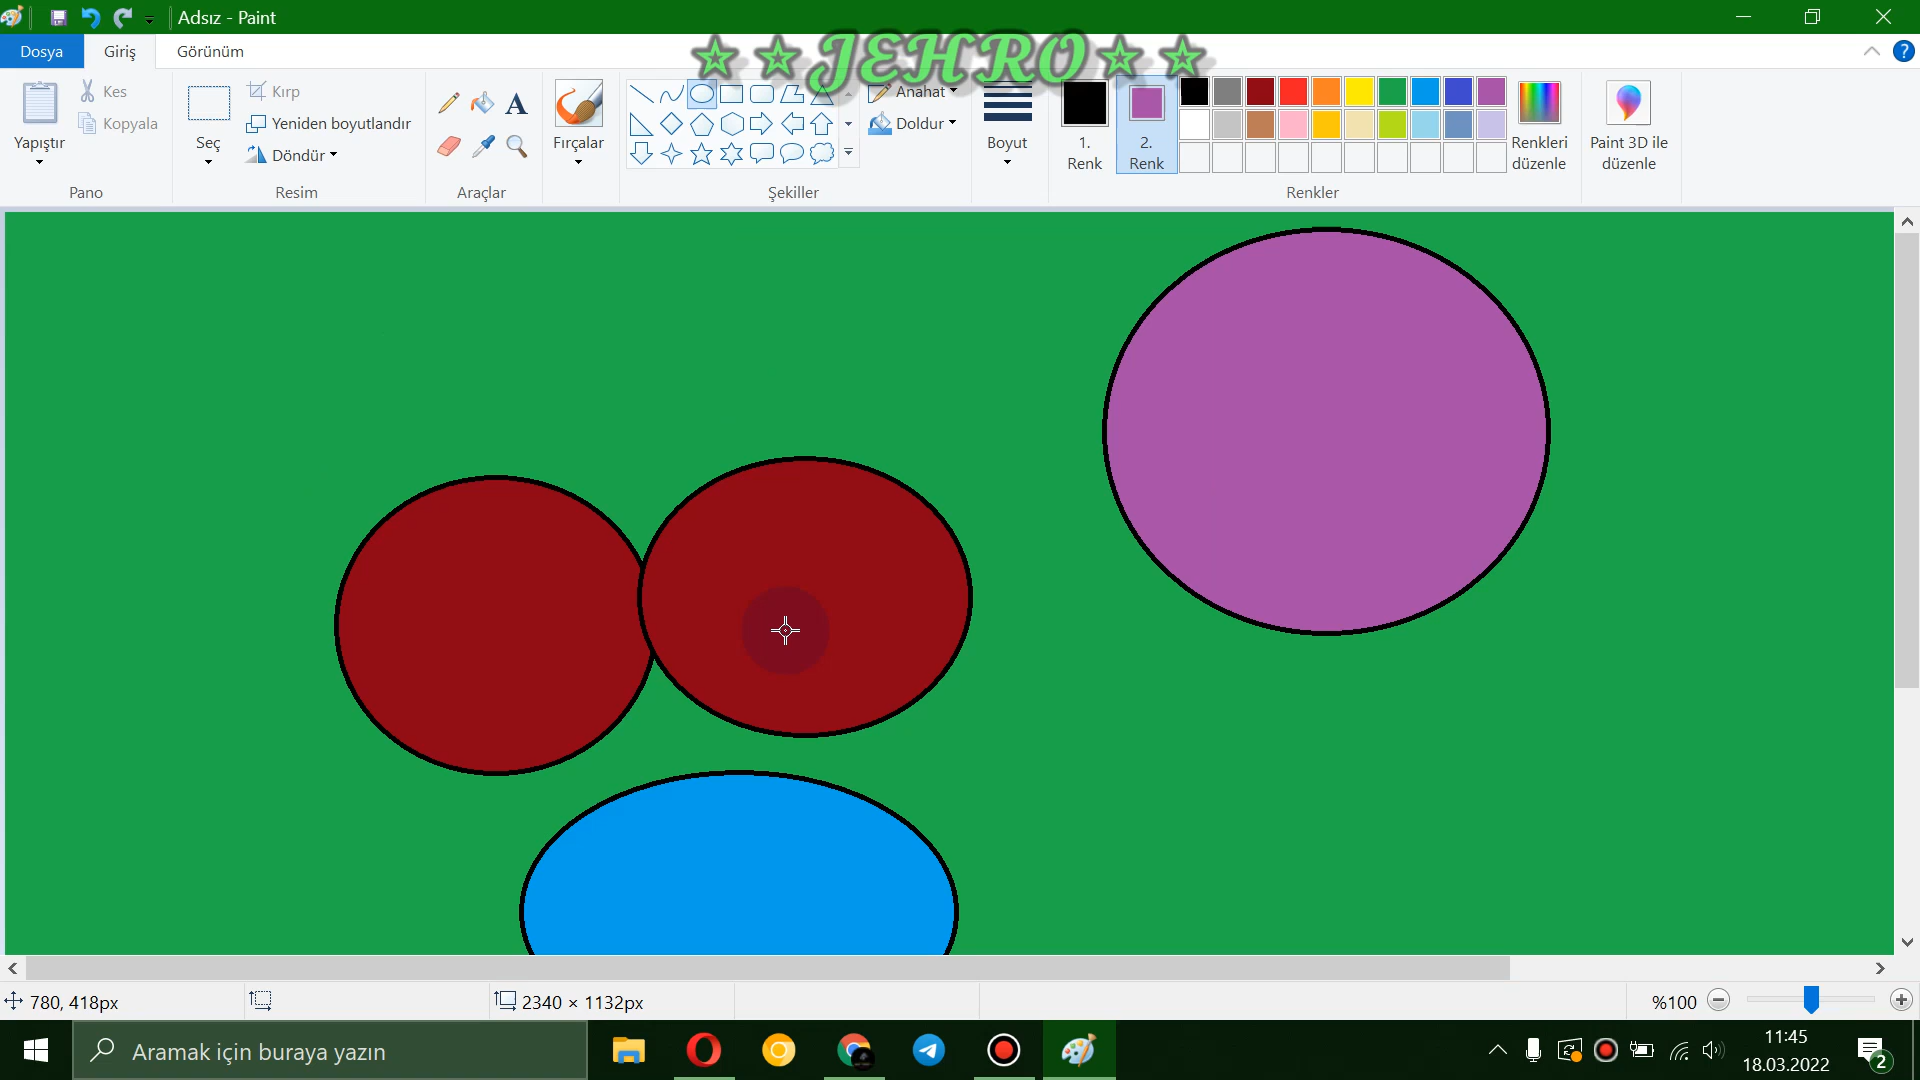 Adsız - Paint
☆ ☆ JEHRO ☆ ☆
Dosya
Giriş
Görünüm
?
Yapıştır
Kes
Kopyala
Pano
Seç
Kırp
Yeniden boyutlandır
Döndür
Resim
A
Araçlar
Fırçalar
Anahat
Doldur
Şekiller
Boyut
1.
Renk
2.
Renk
Renkleri
düzenle
Renkler
Paint 3D ile
düzenle
780, 418px
2340 × 1132px
%100
Aramak için buraya yazın
11:45
18.03.2022
2